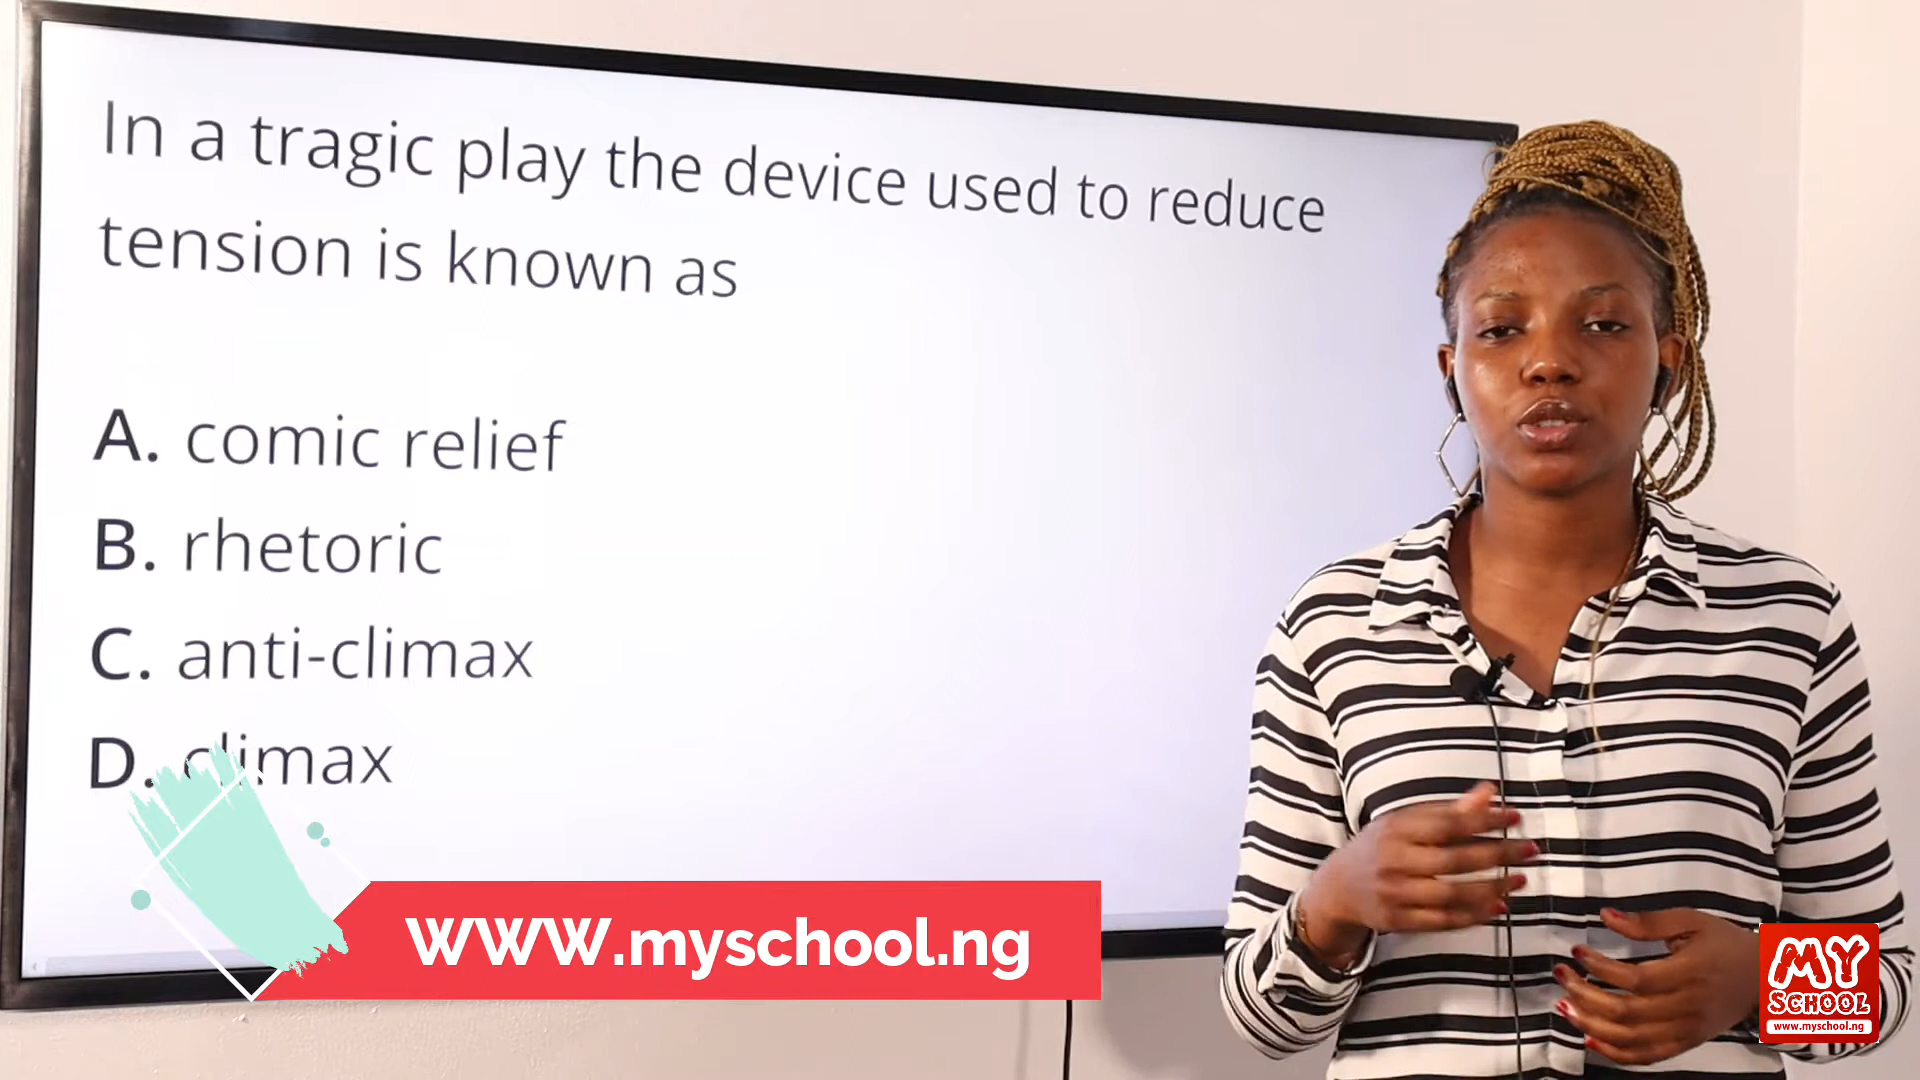 In a tragic play the device used to reduce
tension is known as
A. comic relief
B. rhetoric
C. anti-climax
D. climax
WWW.myschool.ng
MY
SCHOOL
www.myschool.ng